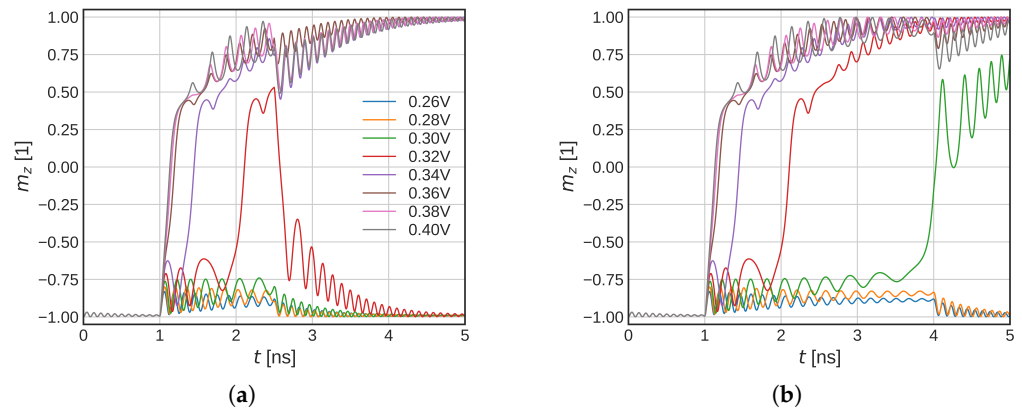 1.00
0.75
0.50
0.25
0.00
−0.25
−0.50
−0.75
−1.00
m_z [1]
0 1 2 3 4 5
t [ns]
0.26V
0.28V
0.30V
0.32V
0.34V
0.36V
0.38V
0.40V
(a)
1.00
0.75
0.50
0.25
0.00
−0.25
−0.50
−0.75
−1.00
m_z [1]
0 1 2 3 4 5
t [ns]
(b)